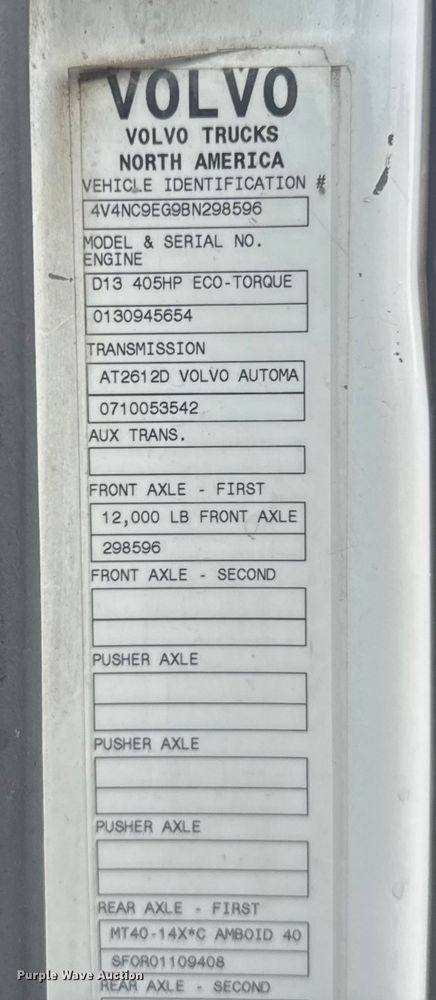 VOLVO
VOLVO TRUCKS
NORTH AMERICA
VEHICLE IDENTIFICATION #
4V4NC9EG9BN298596
MODEL & SERIAL NO.
ENGINE
D13 405HP ECO-TORQUE
0130945654
TRANSMISSION
AT2612D VOLVO AUTOMA
0710053542
AUX TRANS.
FRONT AXLE - FIRST
12,000 LB FRONT AXLE
298596
FRONT AXLE - SECOND
PUSHER AXLE
PUSHER AXLE
PUSHER AXLE
REAR AXLE - FIRST
MT40-14X*C AMBOID 40
SFOR01109408
Purple Wave Auction
REAR AXLE - SECOND